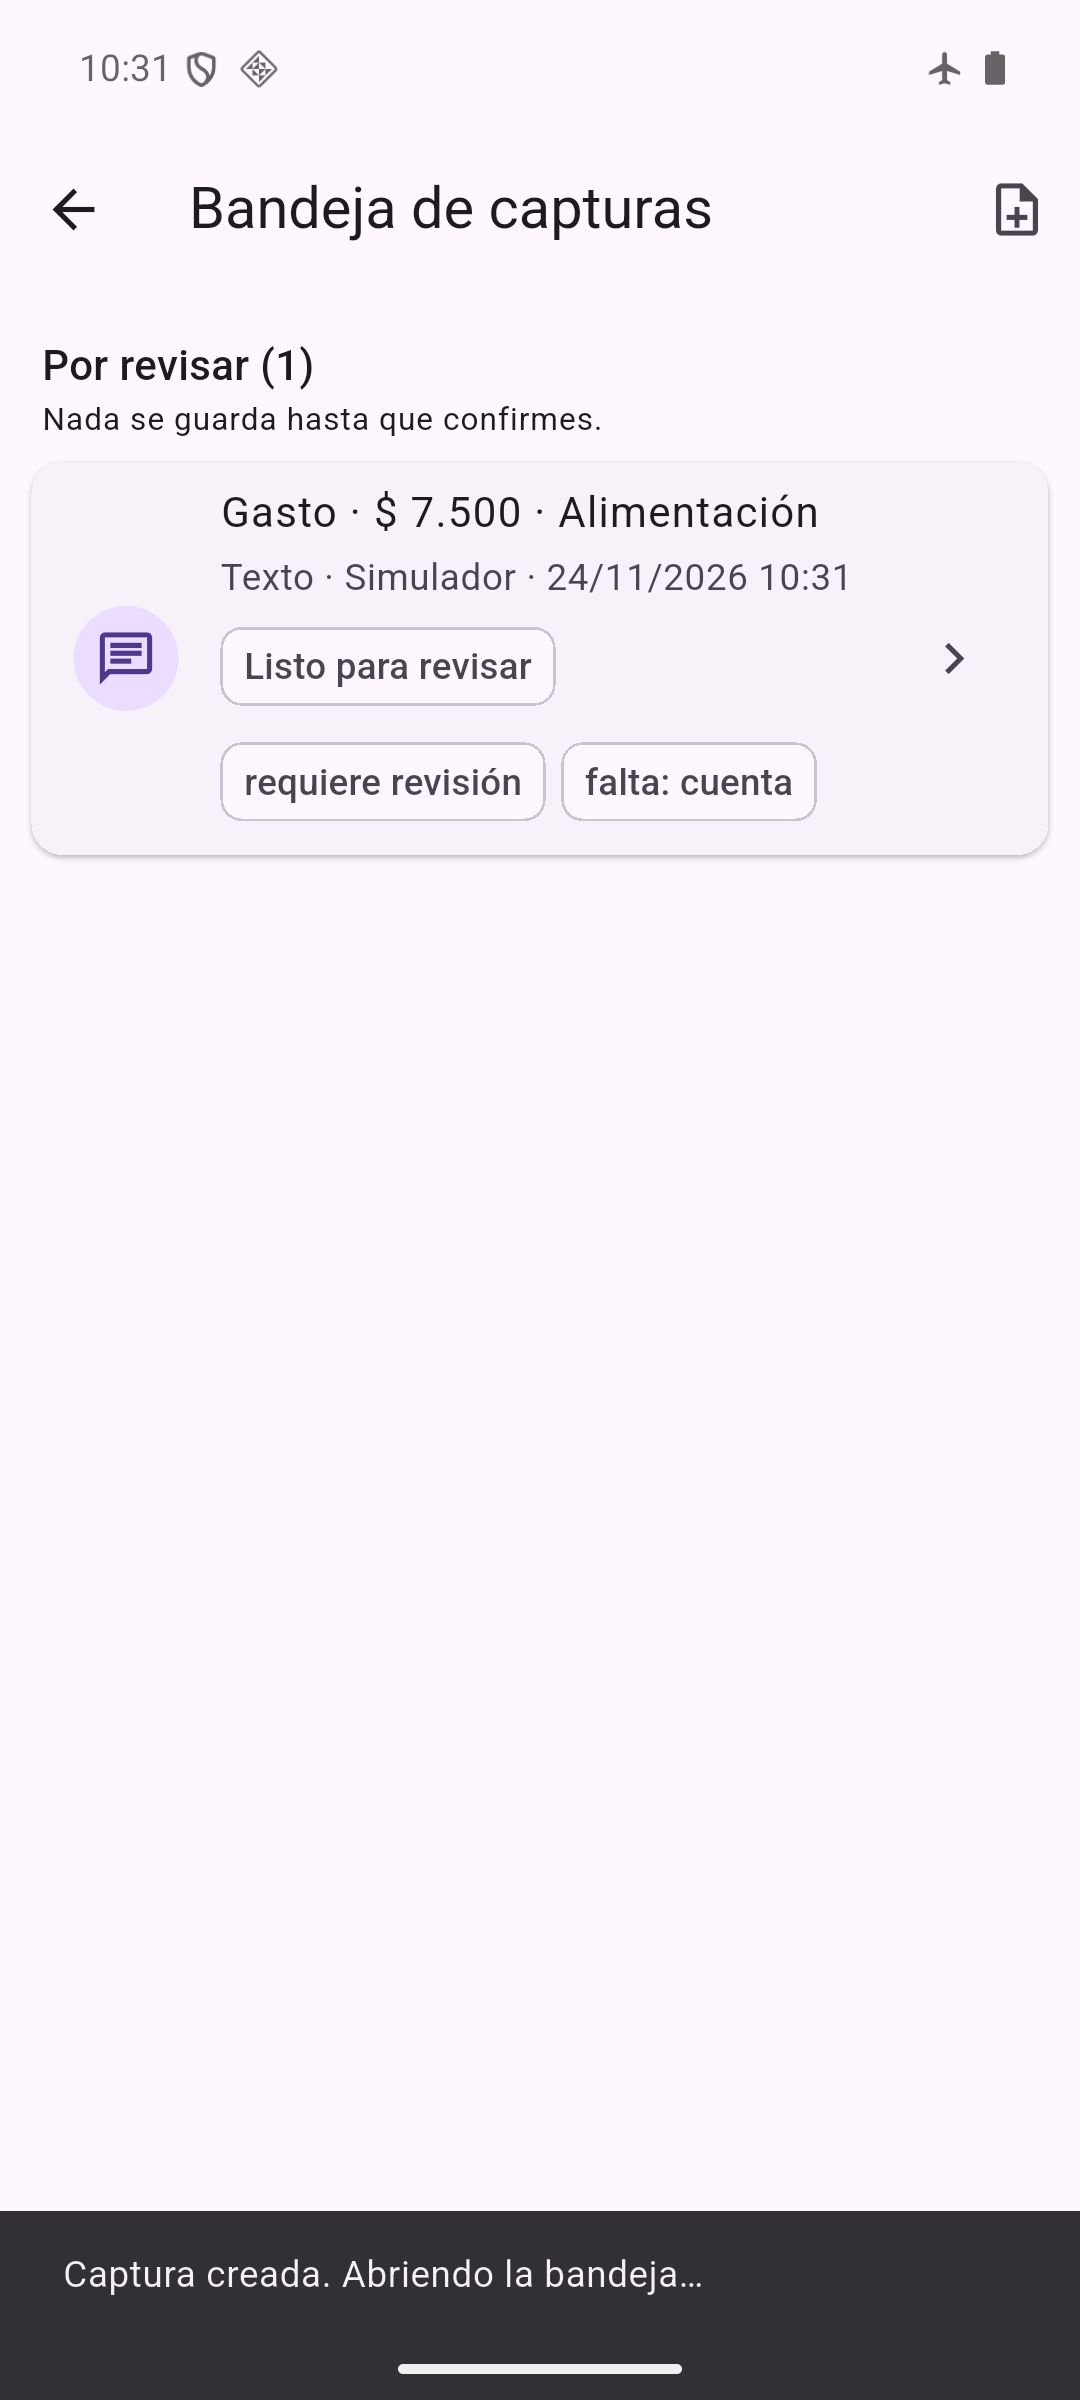 10:31
Bandeja de capturas
Por revisar (1)
Nada se guarda hasta que confirmes.
Gasto · $ 7.500 · Alimentación
Texto · Simulador · 24/11/2026 10:31
Listo para revisar
requiere revisión falta: cuenta
Captura creada. Abriendo la bandeja…